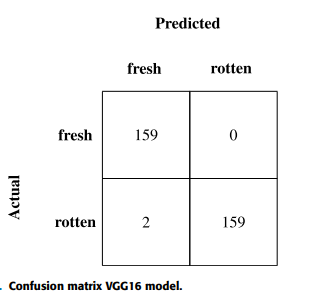 Predicted
fresh rotten
fresh 159 0
Actual
rotten 2 159
. Confusion matrix VGG16 model.